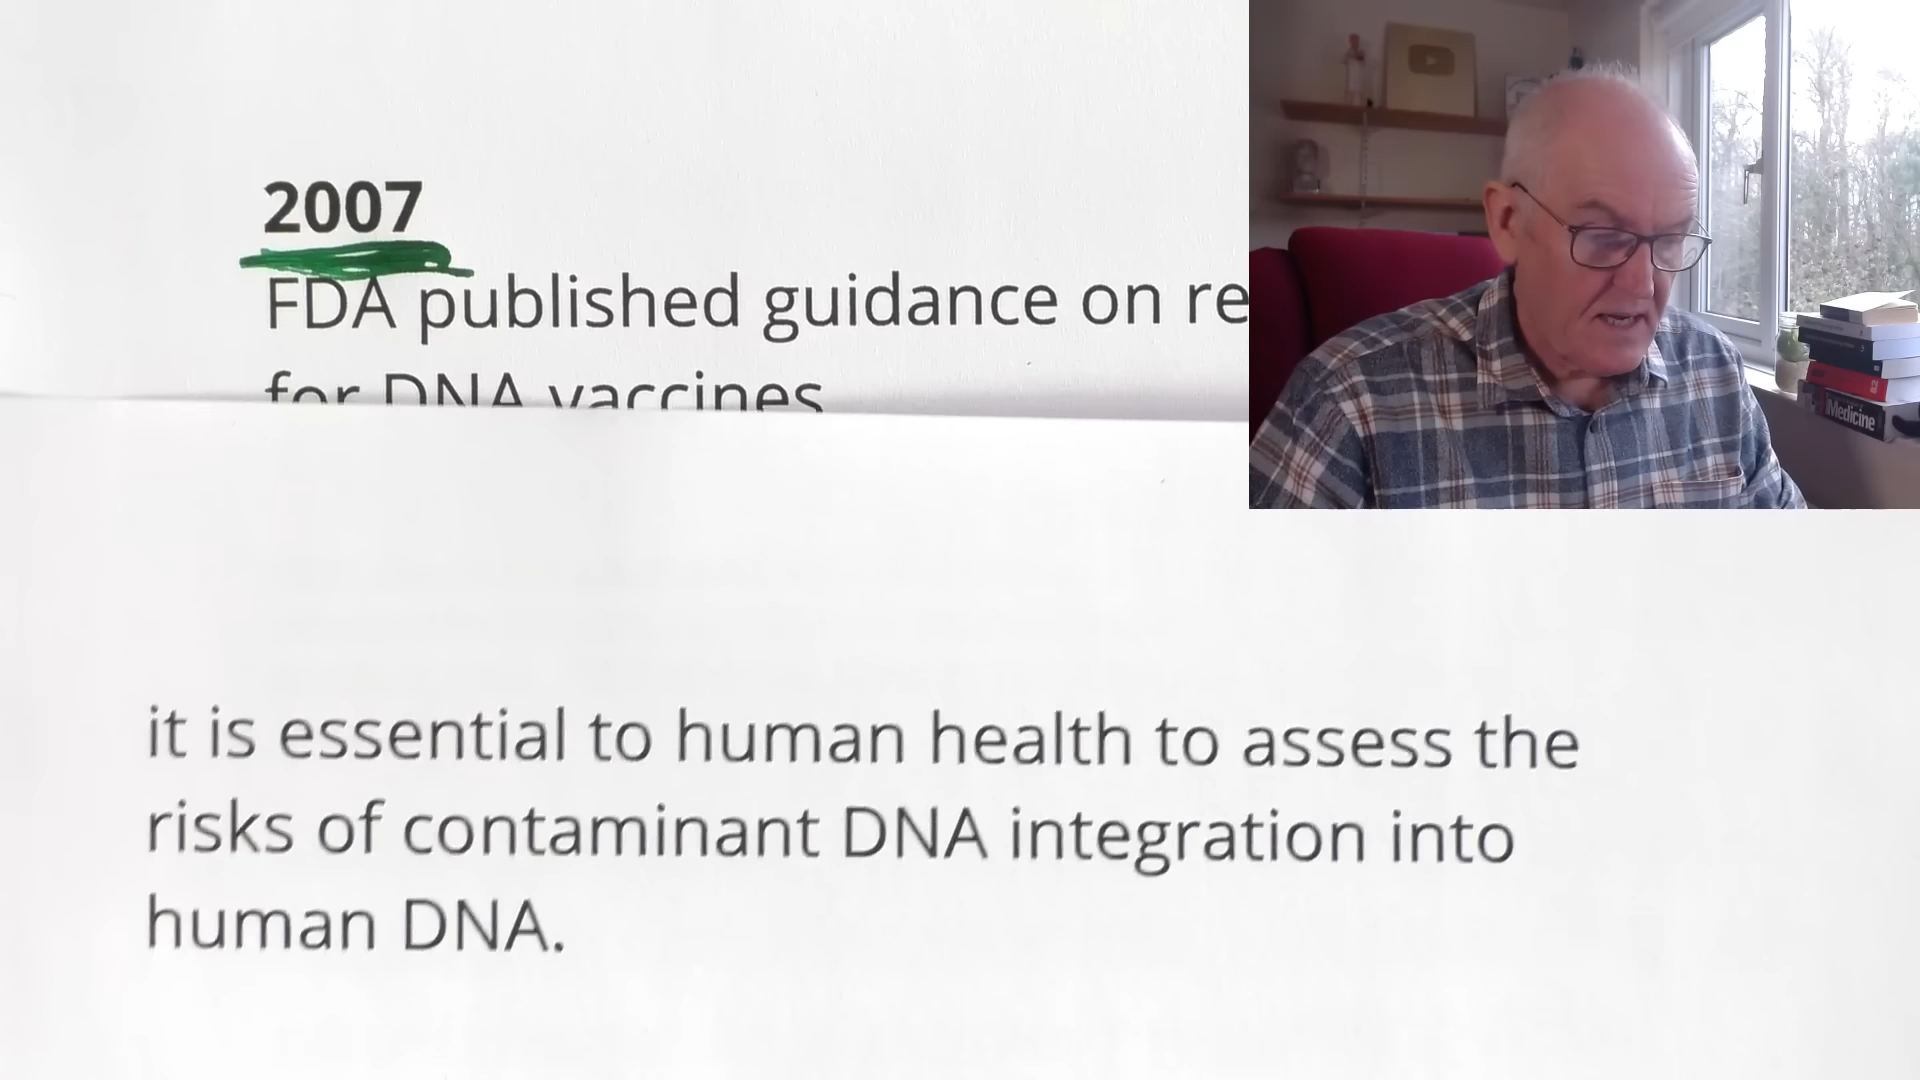 2007
FDA published guidance on re
for DNA vaccines
it is essential to human health to assess the
risks of contaminant DNA integration into
human DNA.
Medicine